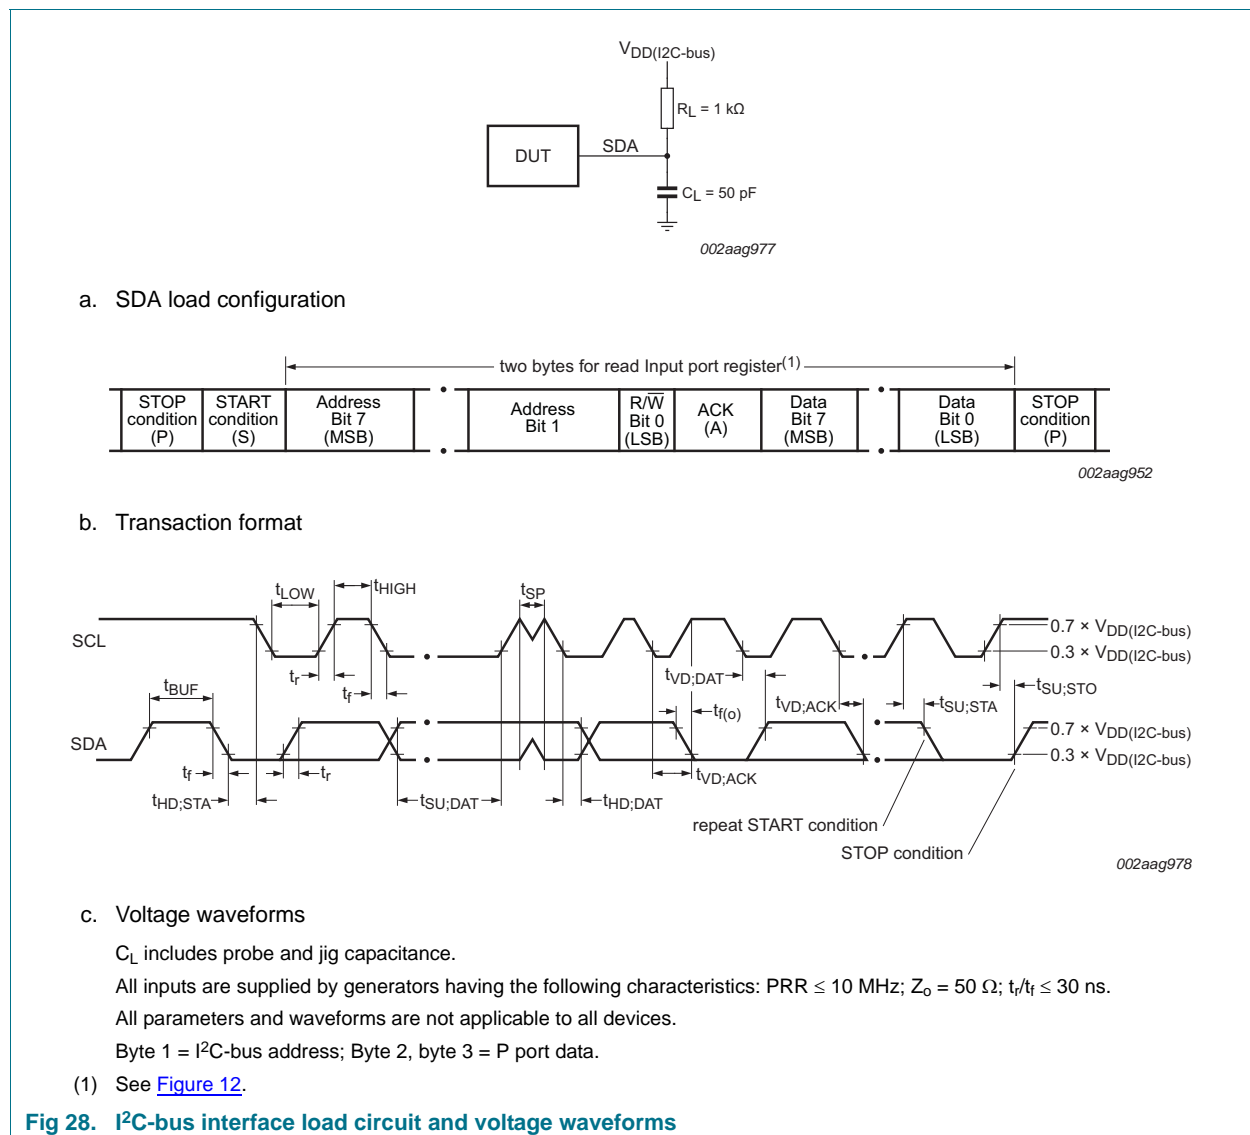 VDD(I2C-bus)
RL = 1 kΩ
DUT
SDA
CL = 50 pF
002aag977
a. SDA load configuration
two bytes for read Input port register(1)
STOP condition (P)
START condition (S)
Address Bit 7 (MSB)
Address Bit 1
R/W̅ Bit 0 (LSB)
ACK (A)
Data Bit 7 (MSB)
Data Bit 0 (LSB)
STOP condition (P)
002aag952
b. Transaction format
tLOW
tHIGH
tSP
SCL
0.7 × VDD(I2C-bus)
0.3 × VDD(I2C-bus)
tr
tf
tVD;DAT
tBUF
tf(o)
tVD;ACK
tSU;STA
tSU;STO
SDA
0.7 × VDD(I2C-bus)
0.3 × VDD(I2C-bus)
tf
tr
tVD;ACK
tHD;STA
tSU;DAT
tHD;DAT
repeat START condition
STOP condition
002aag978
c. Voltage waveforms
CL includes probe and jig capacitance.
All inputs are supplied by generators having the following characteristics: PRR ≤ 10 MHz; Zo = 50 Ω; tr/tf ≤ 30 ns.
All parameters and waveforms are not applicable to all devices.
Byte 1 = I2C-bus address; Byte 2, byte 3 = P port data.
(1) See Figure 12.
Fig 28. I2C-bus interface load circuit and voltage waveforms